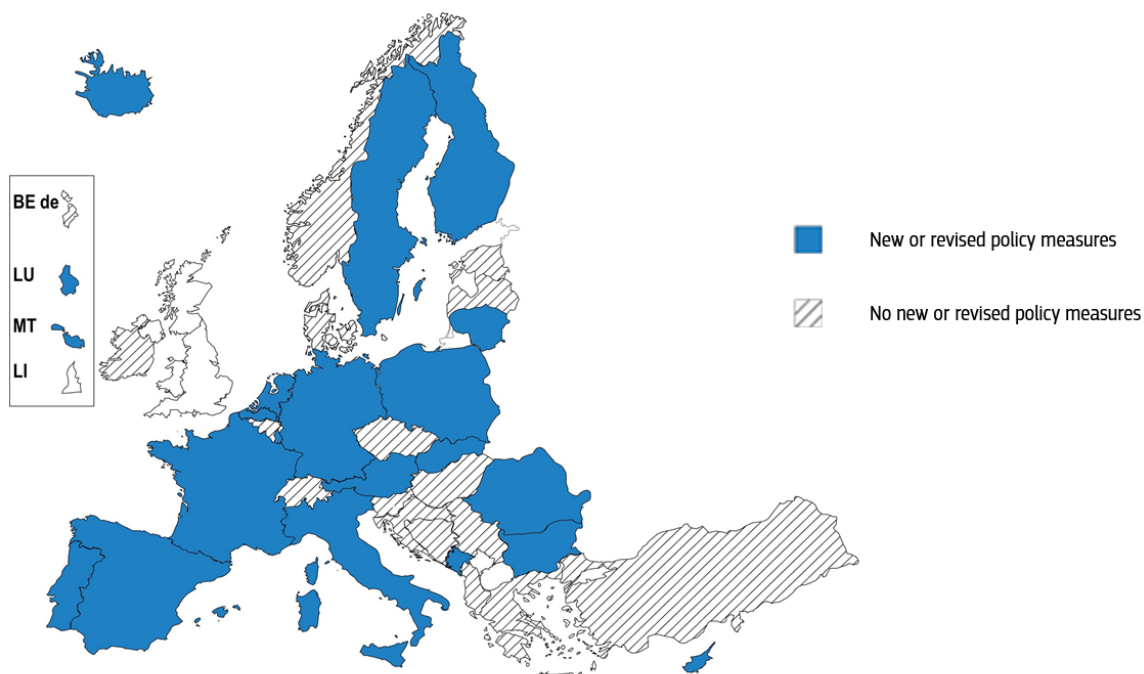 BE de
LU
MT
LI
New or revised policy measures
No new or revised policy measures